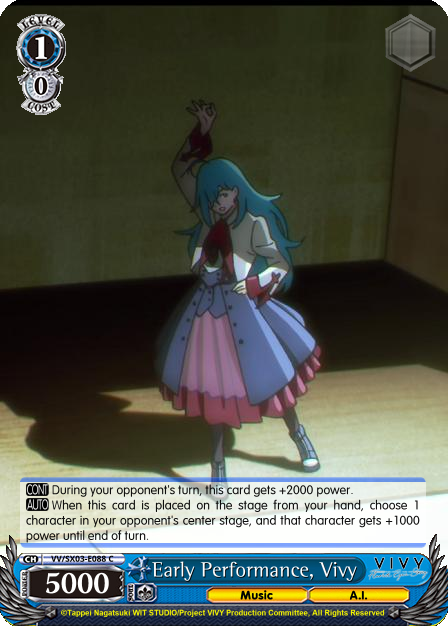 LEVEL
1
0
COST
CONT During your opponent's turn, this card gets +2000 power.
AUTO When this card is placed on the stage from your hand, choose 1
character in your opponent's center stage, and that character gets +1000
power until end of turn.
CH VV/SX03-E088 C
POWER 5000 SOUL
Early Performance, Vivy
VIVY
Music A.I.
©Tappei Nagatsuki WIT STUDIO/Project VIVY Production Committee, All Rights Reserved